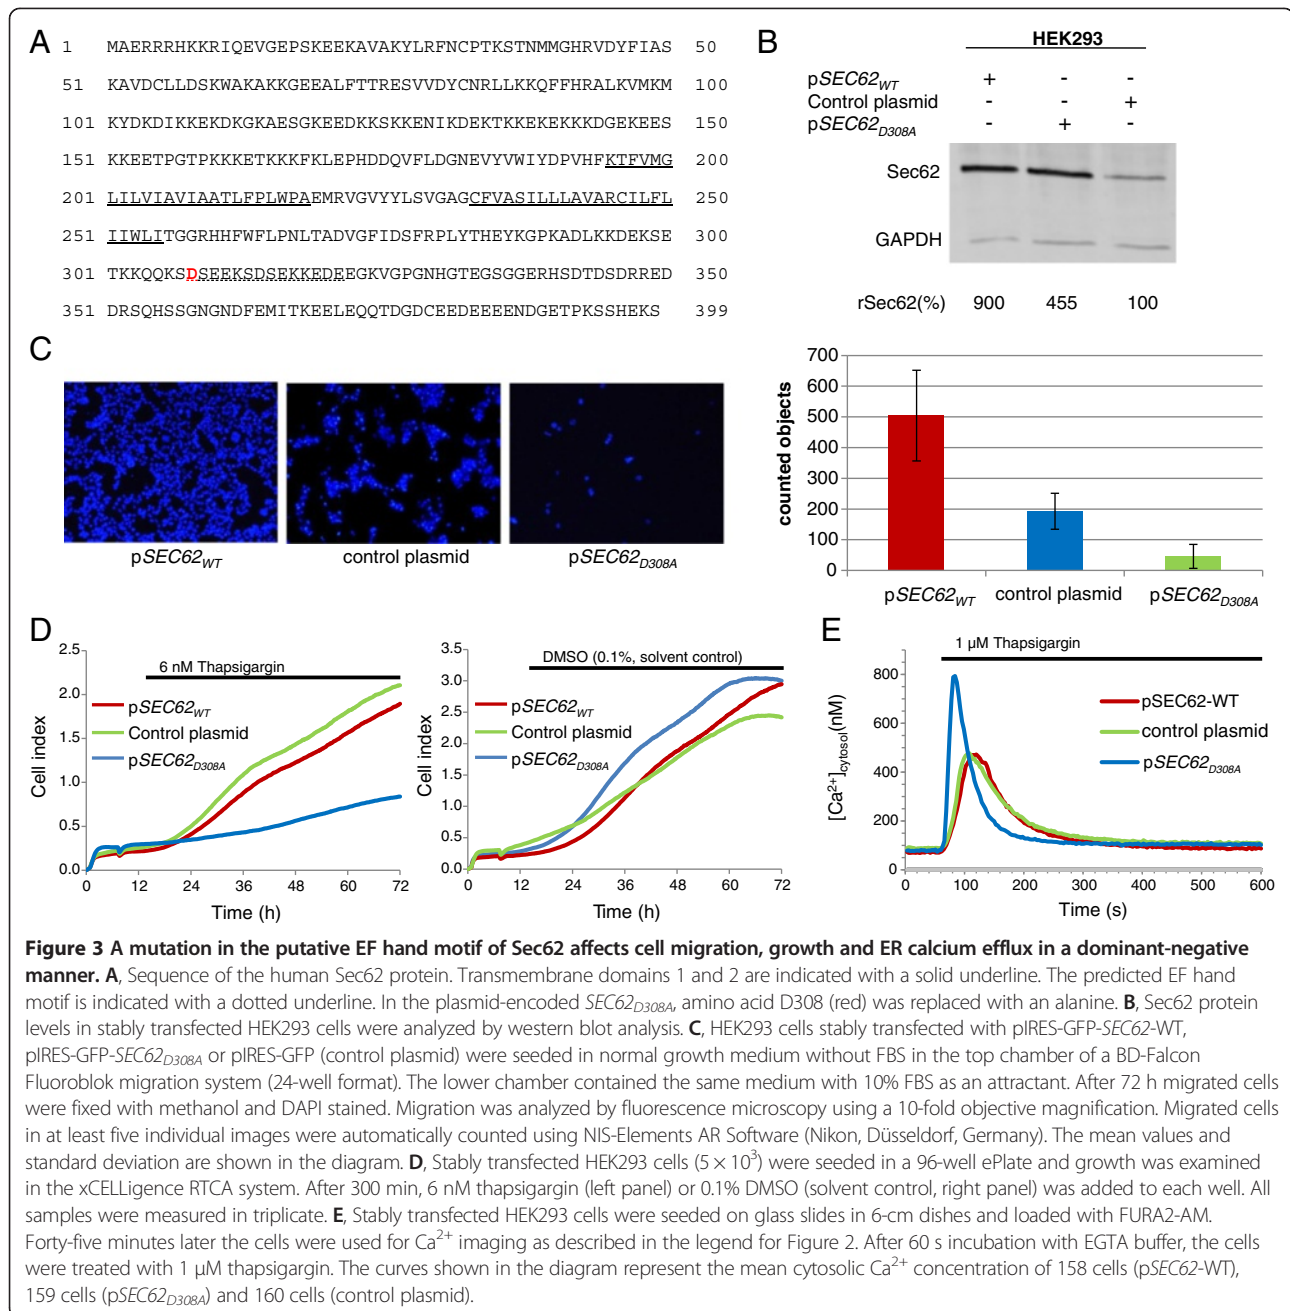 A
1 MAERRRHKKRIQEVGEPSKEEKAVAKYLRFNCPTKSTNMMGHRVDYFIAS 50
51 KAVDCLLDSKWAKAKKGEEALFTTRESVVDYCNRLLKKQFFHRALKVMKM 100
101 KYDKDIKKEKDKGKAESGKEEDKKSKKENIKDEKTKKEKEKKKDGEKEES 150
151 KKEETPGTPKKKETKKKFKLEPHDDQVFLDGNEVYVWIYDPVHFKTFVMG 200
201 LILVIAVIAATLFPLWPAEMRVGVYYLSVGAGCFVASILLLAVARCILFL 250
251 IIWLITGGRHHFWFLPNLTADVGFIDSFRPLYTHEYKGPKADLKKDEKSE 300
301 TKKQQKSDSEEKSDSEKKEDEEGKVGPGNHGTEGSGGERHSDTDSDRRED 350
351 DRSQHSSGNGNDFEMITKEELEQQTDGDCEEDEEEENDGETPKSSHEKS 399
B
HEK293
pSEC62WT + - -
Control plasmid - - +
pSEC62D308A - + -
Sec62
GAPDH
rSec62(%) 900 455 100
C
pSEC62WT control plasmid pSEC62D308A
700
600
500
400
300
200
100
0
counted objects
pSEC62WT control plasmid pSEC62D308A
D
2.5
2.0
1.5
1.0
0.5
0.0
Cell index
6 nM Thapsigargin
pSEC62WT
Control plasmid
pSEC62D308A
0 12 24 36 48 60 72
Time (h)
3.5
3.0
2.5
2.0
1.5
1.0
0.5
0.0
Cell index
DMSO (0.1%, solvent control)
pSEC62WT
Control plasmid
pSEC62D308A
0 12 24 36 48 60 72
Time (h)
E
1 µM Thapsigargin
800
600
400
200
0
[Ca2+]cytosol(nM)
pSEC62-WT
control plasmid
pSEC62D308A
0 100 200 300 400 500 600
Time (s)
Figure 3 A mutation in the putative EF hand motif of Sec62 affects cell migration, growth and ER calcium efflux in a dominant-negative
manner. A, Sequence of the human Sec62 protein. Transmembrane domains 1 and 2 are indicated with a solid underline. The predicted EF hand
motif is indicated with a dotted underline. In the plasmid-encoded SEC62D308A, amino acid D308 (red) was replaced with an alanine. B, Sec62 protein
levels in stably transfected HEK293 cells were analyzed by western blot analysis. C, HEK293 cells stably transfected with pIRES-GFP-SEC62-WT,
pIRES-GFP-SEC62D308A or pIRES-GFP (control plasmid) were seeded in normal growth medium without FBS in the top chamber of a BD-Falcon
Fluoroblok migration system (24-well format). The lower chamber contained the same medium with 10% FBS as an attractant. After 72 h migrated cells
were fixed with methanol and DAPI stained. Migration was analyzed by fluorescence microscopy using a 10-fold objective magnification. Migrated cells
in at least five individual images were automatically counted using NIS-Elements AR Software (Nikon, Düsseldorf, Germany). The mean values and
standard deviation are shown in the diagram. D, Stably transfected HEK293 cells (5 × 10³) were seeded in a 96-well ePlate and growth was examined
in the xCELLigence RTCA system. After 300 min, 6 nM thapsigargin (left panel) or 0.1% DMSO (solvent control, right panel) was added to each well. All
samples were measured in triplicate. E, Stably transfected HEK293 cells were seeded on glass slides in 6-cm dishes and loaded with FURA2-AM.
Forty-five minutes later the cells were used for Ca2+ imaging as described in the legend for Figure 2. After 60 s incubation with EGTA buffer, the cells
were treated with 1 µM thapsigargin. The curves shown in the diagram represent the mean cytosolic Ca2+ concentration of 158 cells (pSEC62-WT),
159 cells (pSEC62D308A) and 160 cells (control plasmid).